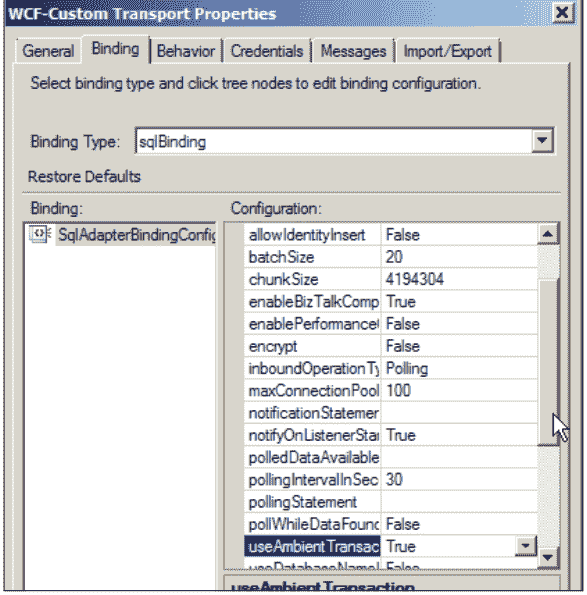 WCF-Custom Transport Properties
General Binding Behavior Credentials Messages Import/Export
Select binding type and click tree nodes to edit binding configuration.
Binding Type: sqlBinding
Restore Defaults
Binding: Configuration:
SqlAdapterBindingConfig
allowIdentityInsert False
batchSize 20
chunkSize 4194304
enableBizTalkComp True
enablePerformance False
encrypt False
inboundOperationTy Polling
maxConnectionPool 100
notificationStatemer
notifyOnListenerStar True
polledDataAvailable
pollingIntervalInSec 30
pollingStatement
pollWhileDataFounc False
useAmbientTransac True
useDatabaseNameI False
useAmbientTransaction